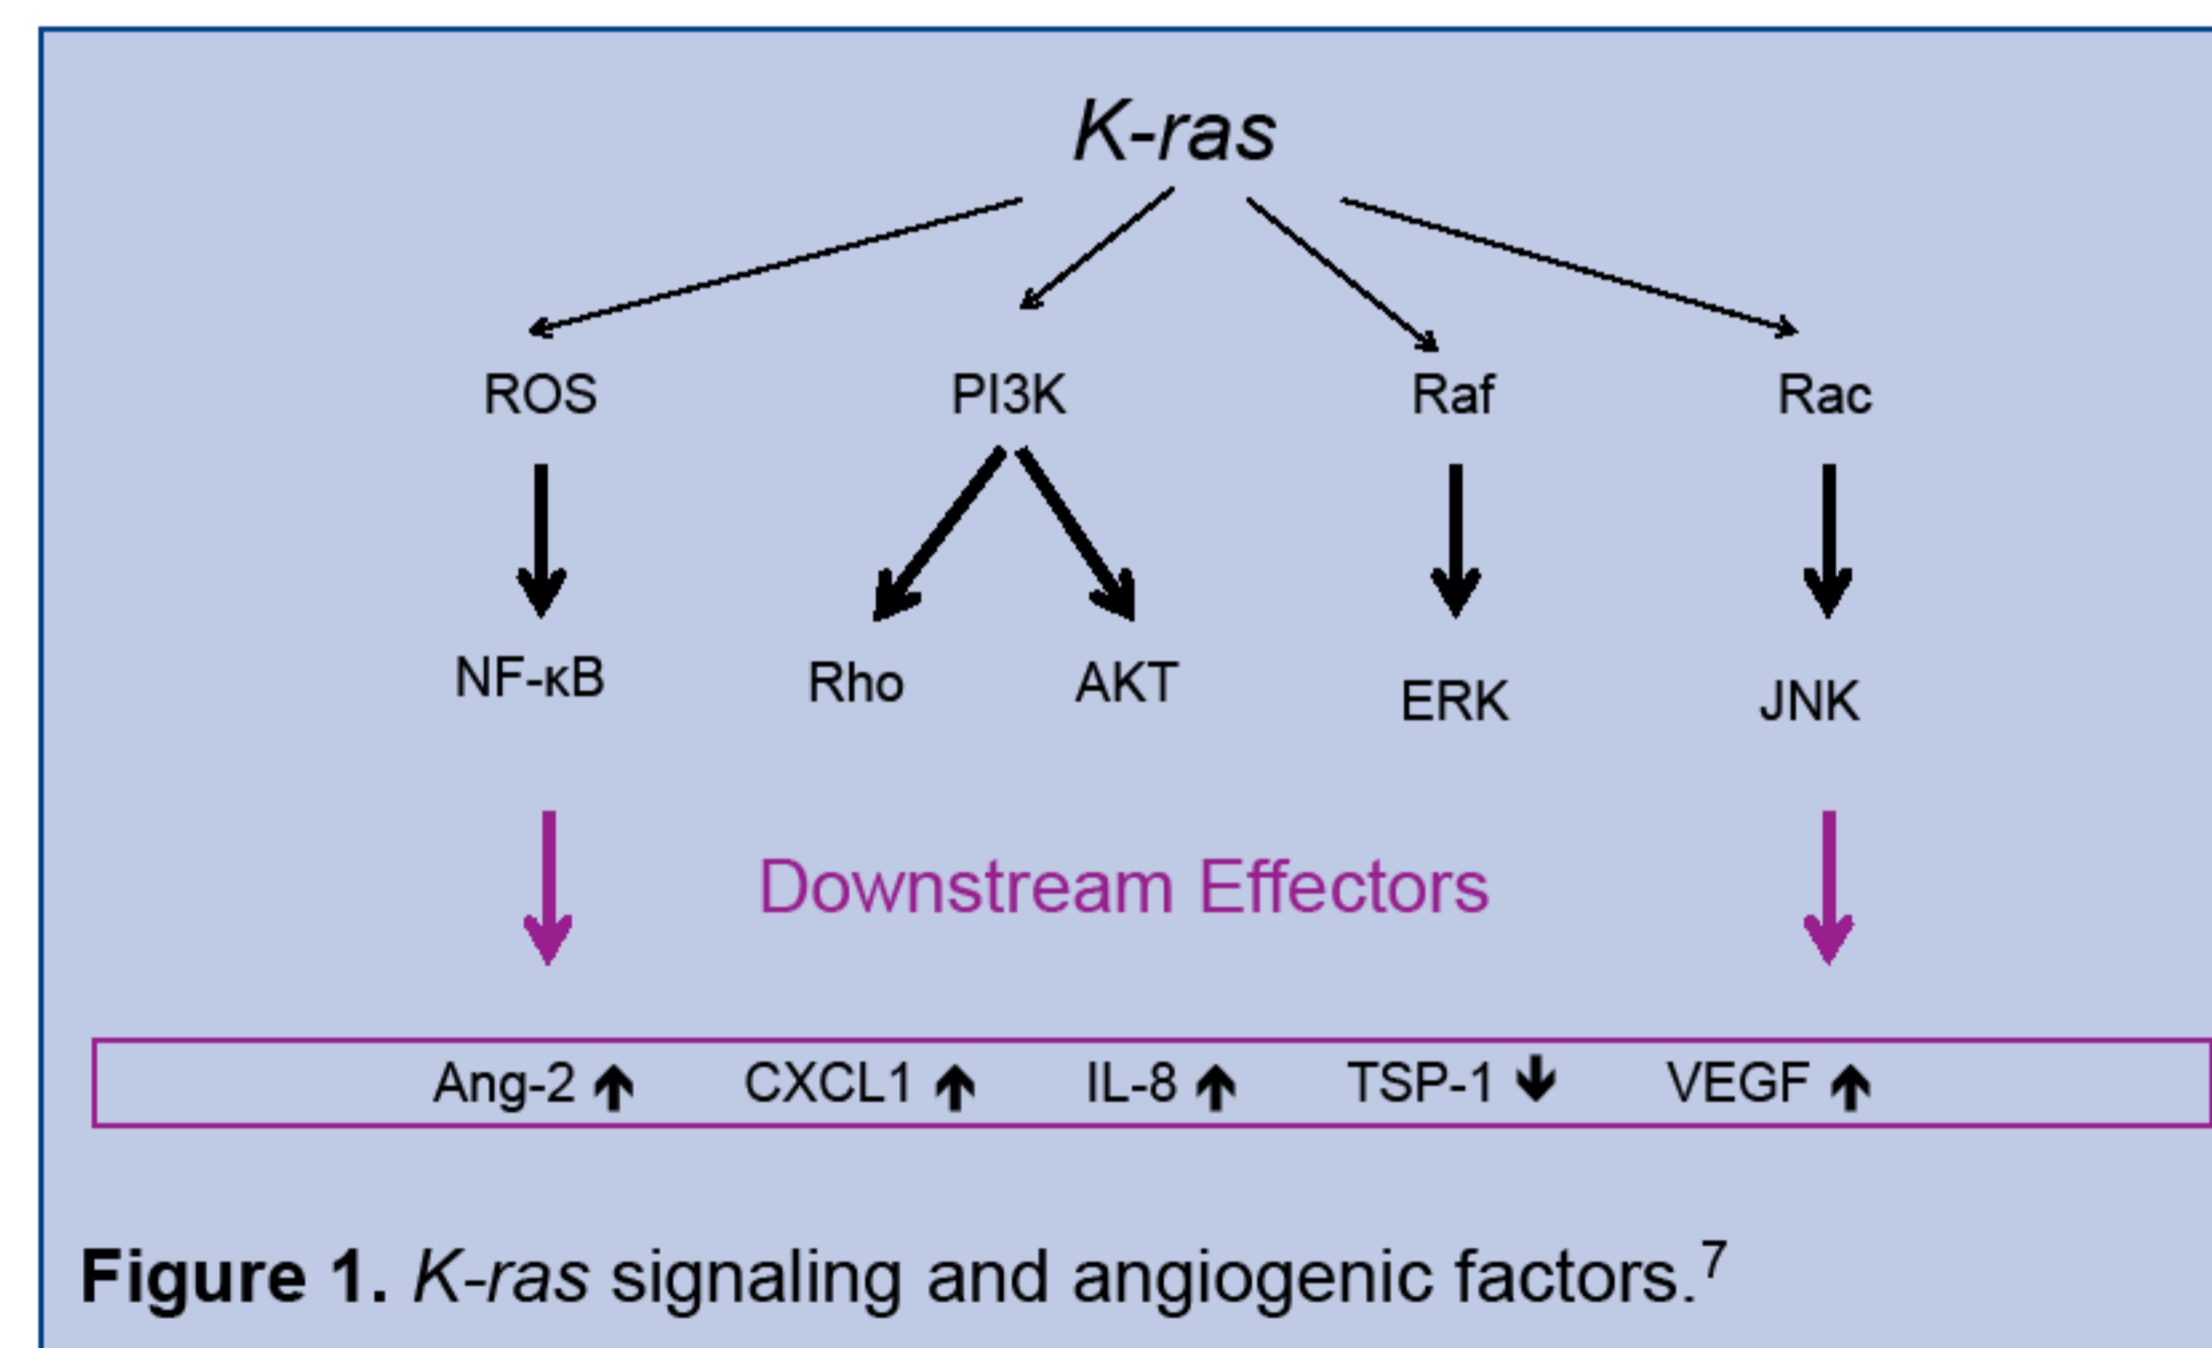 K-ras
ROS PI3K Raf Rac
NF-κB Rho AKT ERK JNK
Downstream Effectors
Ang-2 ↑ CXCL1 ↑ IL-8 ↑ TSP-1 ↓ VEGF ↑
Figure 1. K-ras signaling and angiogenic factors.⁷